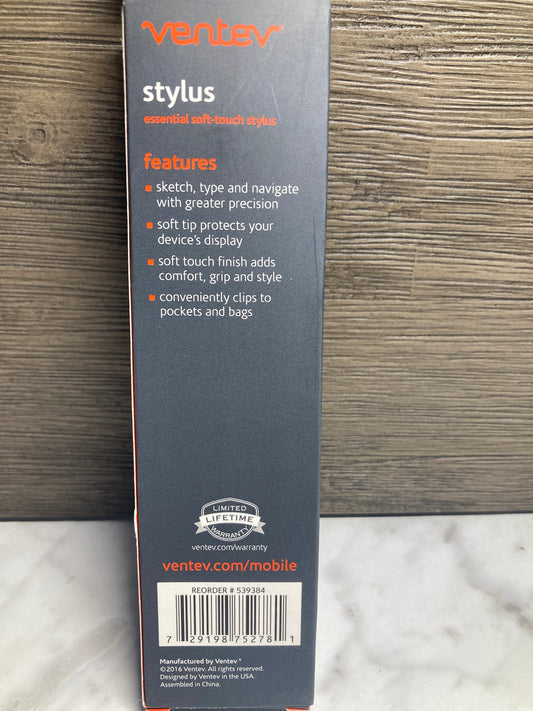 ventev
stylus
essential soft-touch stylus
features
sketch, type and navigate
with greater precision
soft tip protects your
device's display
soft touch finish adds
comfort, grip and style
conveniently clips to
pockets and bags
LIMITED
LIFETIME
WARRANTY
ventev.com/warranty
ventev.com/mobile
REORDER # 539384
7 29198 75278 1
Manufactured by Ventev®
©2016 Ventev. All rights reserved.
Designed by Ventev in the USA.
Assembled in China.